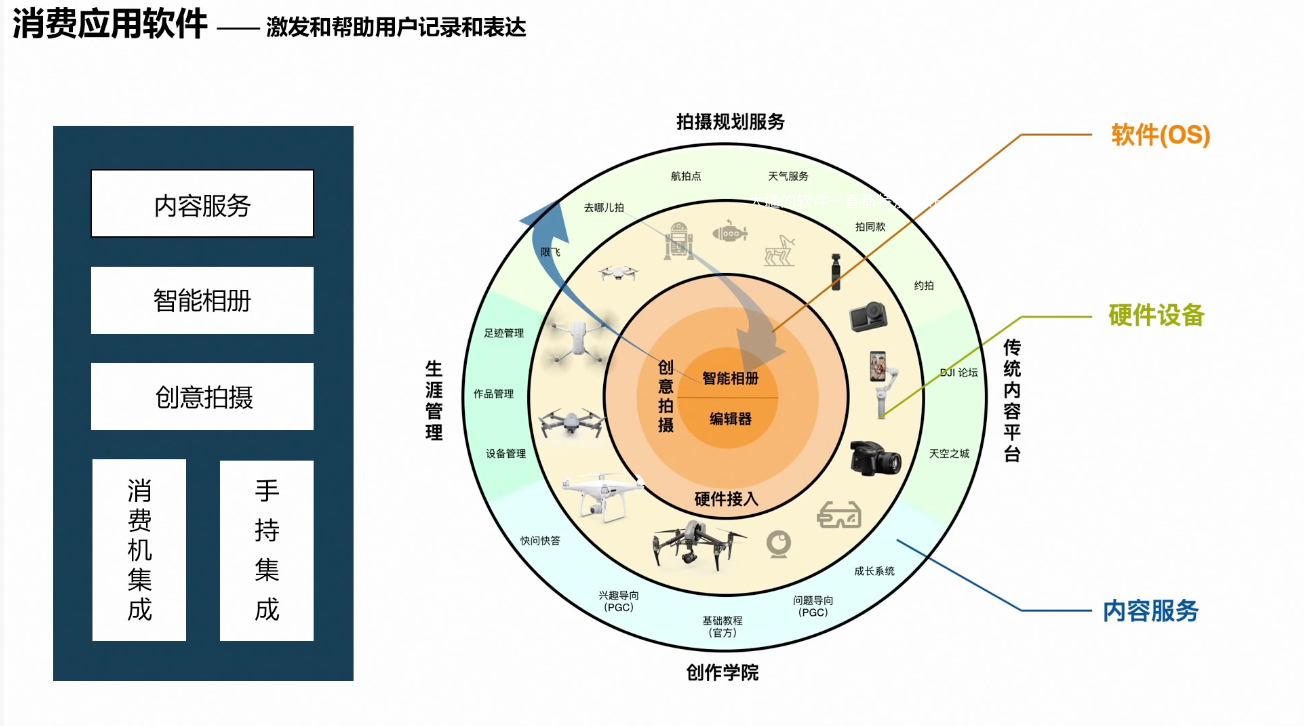 消费应用软件 —— 激发和帮助用户记录和表达
内容服务
智能相册
创意拍摄
消费机集成
手持集成
拍摄规划服务
航拍点
天气服务
去哪儿拍
拍同款
限飞
约拍
足迹管理
作品管理
设备管理
生涯管理
DJI 论坛
天空之城
传统内容平台
创意拍摄
智能相册
编辑器
硬件接入
快问快答
成长系统
兴趣导向
(PGC)
问题导向
(PGC)
基础教程
（官方）
创作学院
软件(OS)
硬件设备
内容服务